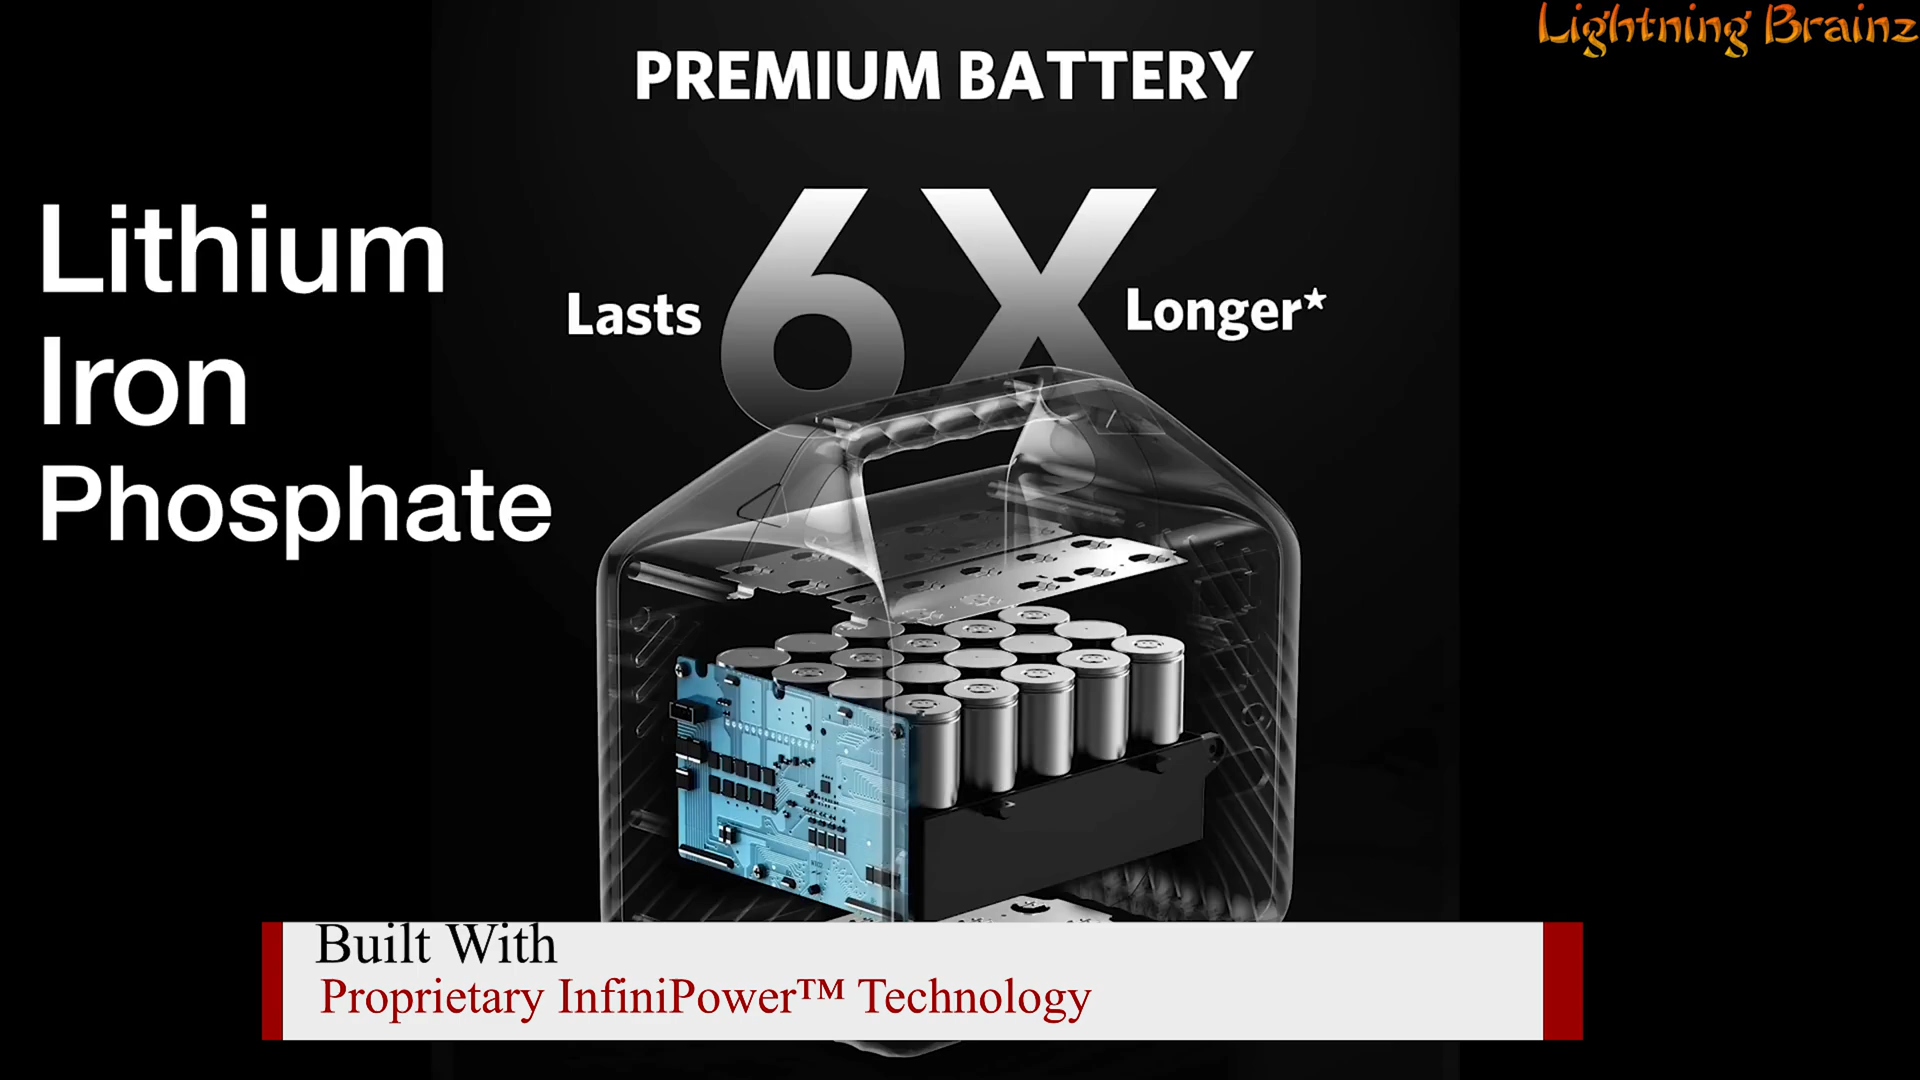 Lightning Brainz
PREMIUM BATTERY
Lasts 6X Longer*
Lithium
Iron
Phosphate
Built With
Proprietary InfiniPower™ Technology